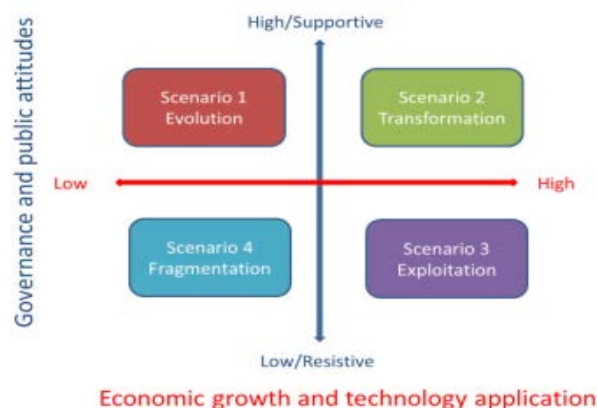 High/Supportive
Governance and public attitudes
Scenario 1
Evolution
Scenario 2
Transformation
Low
High
Scenario 4
Fragmentation
Scenario 3
Exploitation
Low/Resistive
Economic growth and technology application